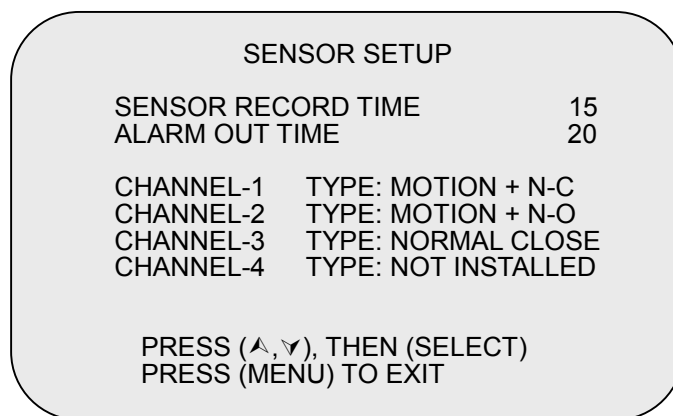 SENSOR SETUP
SENSOR RECORD TIME 15
ALARM OUT TIME 20
CHANNEL-1 TYPE: MOTION + N-C
CHANNEL-2 TYPE: MOTION + N-O
CHANNEL-3 TYPE: NORMAL CLOSE
CHANNEL-4 TYPE: NOT INSTALLED
PRESS (⮝,⮟), THEN (SELECT)
PRESS (MENU) TO EXIT